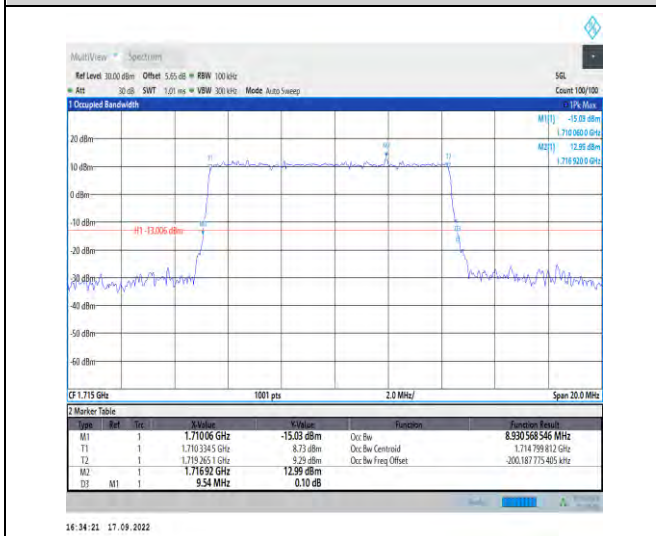 MultiView Spectrum
Ref Level 30.00 dBm Offset 5.65 dB RBW 100 kHz SGL
Att 30 dB SWT 1.01 ms VBW 300 kHz Mode Auto Sweep Count 100/100
1 Occupied Bandwidth 1Pk Max
M1[1] -15.03 dBm
1.710 060 0 GHz
M2[1] 12.99 dBm
1.716 920 0 GHz
20 dBm
M2
T1 T2
10 dBm
0 dBm
-10 dBm
H1 -13.006 dBm
-20 dBm
-30 dBm
-40 dBm
-50 dBm
-60 dBm
CF 1.715 GHz 1001 pts 2.0 MHz/ Span 20.0 MHz
2 Marker Table
Type Ref Trc X-Value Y-Value Function Function Result
M1 1 1.71006 GHz -15.03 dBm Occ Bw 8.930 568 546 MHz
T1 1 1.710 334 5 GHz 8.73 dBm Occ Bw Centroid 1.714 799 812 GHz
T2 1 1.719 265 1 GHz 9.29 dBm Occ Bw Freq Offset -200.187 775 405 kHz
M2 1 1.716 92 GHz 12.99 dBm
D3 M1 1 9.54 MHz 0.10 dB
16:34:21 17.09.2022